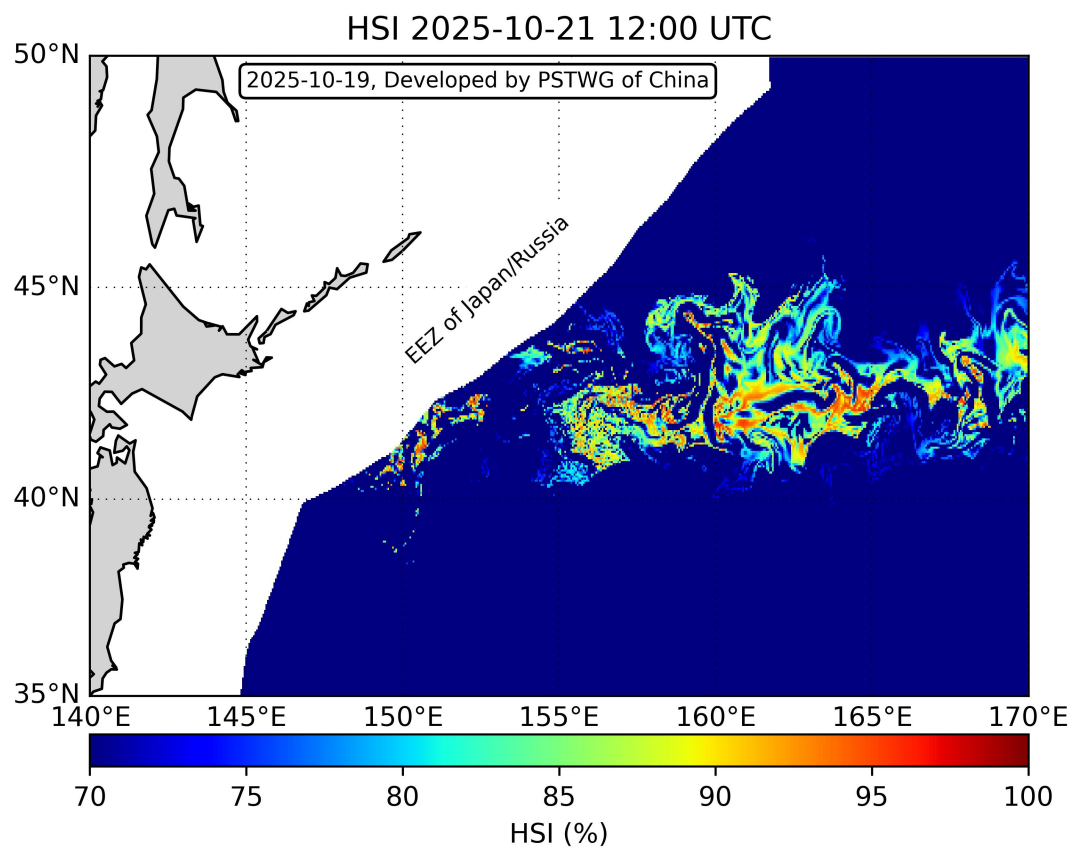 HSI 2025-10-21 12:00 UTC
2025-10-19, Developed by PSTWG of China
EEZ of Japan/Russia
50°N
45°N
40°N
35°N
140°E 145°E 150°E 155°E 160°E 165°E 170°E
70 75 80 85 90 95 100
HSI (%)